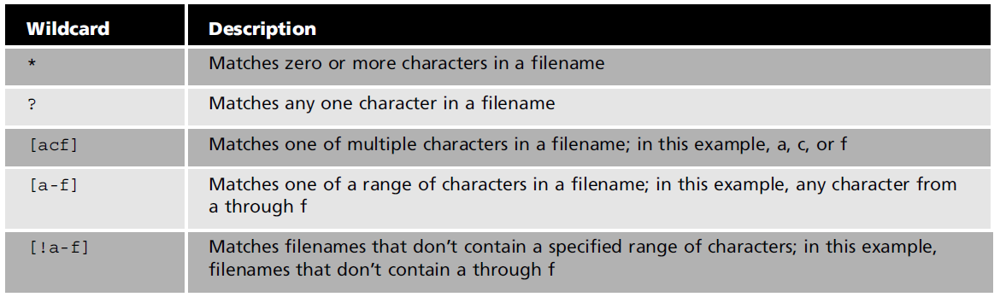 Wildcard Description
* Matches zero or more characters in a filename
? Matches any one character in a filename
[acf] Matches one of multiple characters in a filename; in this example, a, c, or f
[a-f] Matches one of a range of characters in a filename; in this example, any character from
a through f
[!a-f] Matches filenames that don’t contain a specified range of characters; in this example,
filenames that don’t contain a through f